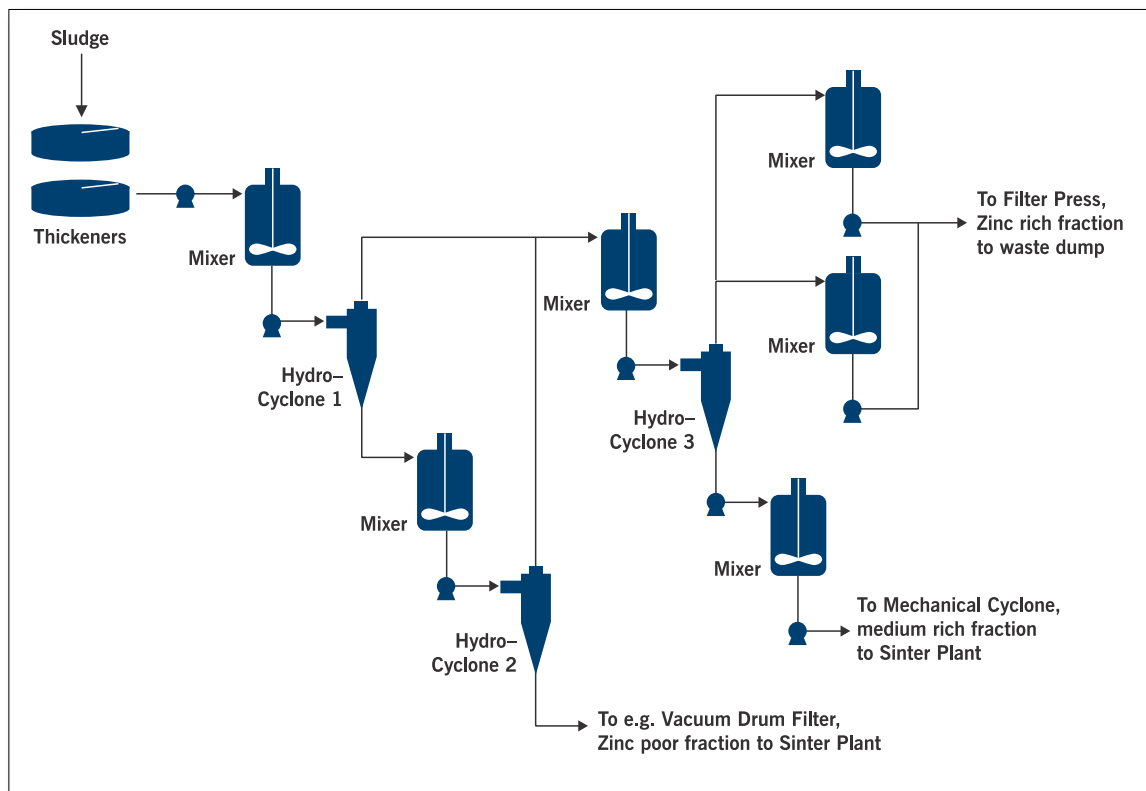 Sludge
Thickeners
Mixer
Hydro–
Cyclone 1
Mixer
Hydro–
Cyclone 2
To e.g. Vacuum Drum Filter,
Zinc poor fraction to Sinter Plant
Mixer
Hydro–
Cyclone 3
Mixer
To Filter Press,
Zinc rich fraction
to waste dump
Mixer
Mixer
To Mechanical Cyclone,
medium rich fraction
to Sinter Plant